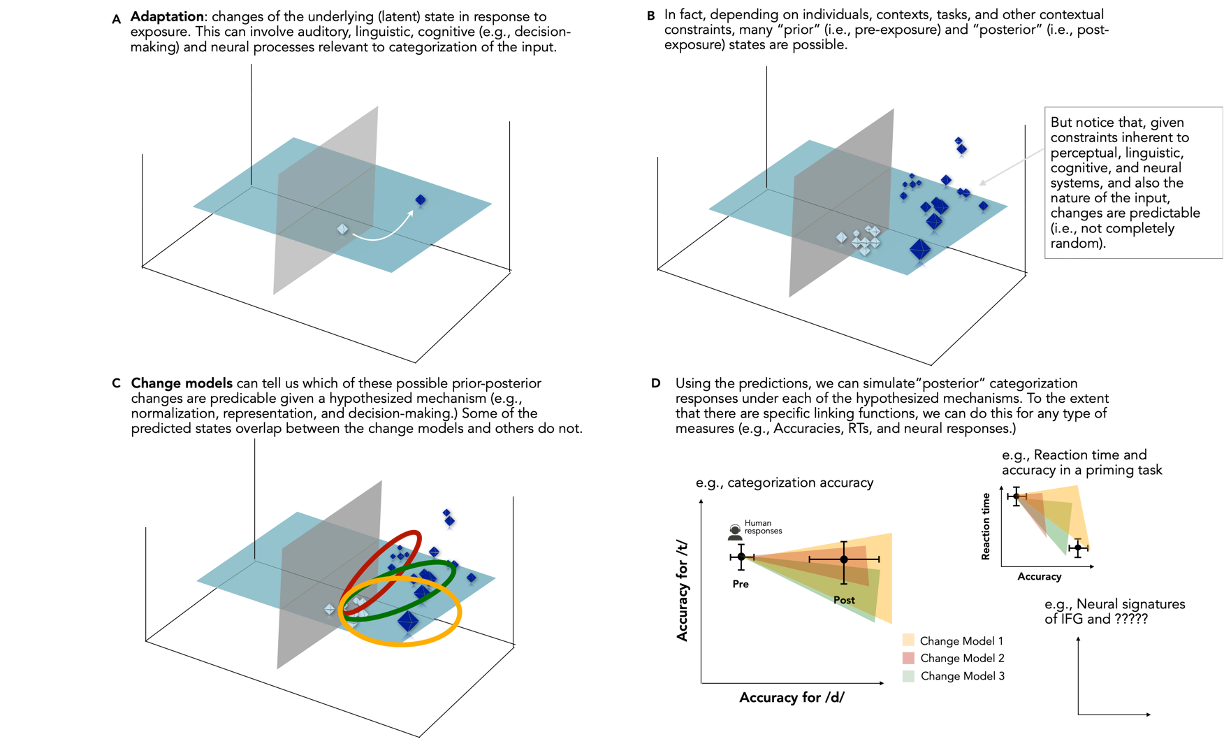 A Adaptation: changes of the underlying (latent) state in response to
exposure. This can involve auditory, linguistic, cognitive (e.g., decision-
making) and neural processes relevant to categorization of the input.
B In fact, depending on individuals, contexts, tasks, and other contextual
constraints, many “prior” (i.e., pre-exposure) and “posterior” (i.e., post-
exposure) states are possible.
But notice that, given
constraints inherent to
perceptual, linguistic,
cognitive, and neural
systems, and also the
nature of the input,
changes are predictable
(i.e., not completely
random).
C Change models can tell us which of these possible prior-posterior
changes are predicable given a hypothesized mechanism (e.g.,
normalization, representation, and decision-making.) Some of the
predicted states overlap between the change models and others do not.
D Using the predictions, we can simulate“posterior” categorization
responses under each of the hypothesized mechanisms. To the extent
that there are specific linking functions, we can do this for any type of
measures (e.g., Accuracies, RTs, and neural responses.)
e.g., categorization accuracy
Human
responses
Pre
Post
Accuracy for /t/
Accuracy for /d/
Change Model 1
Change Model 2
Change Model 3
e.g., Reaction time and
accuracy in a priming task
Reaction time
Accuracy
e.g., Neural signatures
of IFG and ?????